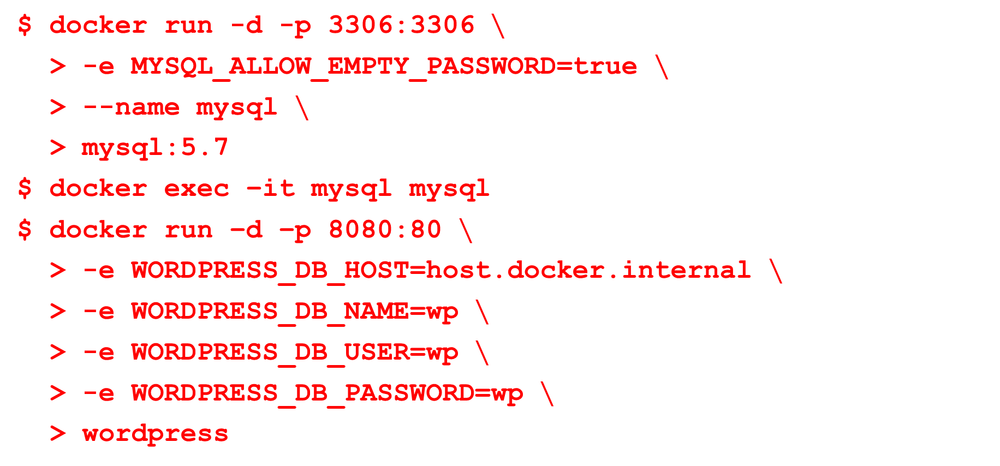 $ docker run -d -p 3306:3306 \
> -e MYSQL_ALLOW_EMPTY_PASSWORD=true \
> --name mysql \
> mysql:5.7
$ docker exec –it mysql mysql
$ docker run –d –p 8080:80 \
> -e WORDPRESS_DB_HOST=host.docker.internal \
> -e WORDPRESS_DB_NAME=wp \
> -e WORDPRESS_DB_USER=wp \
> -e WORDPRESS_DB_PASSWORD=wp \
> wordpress